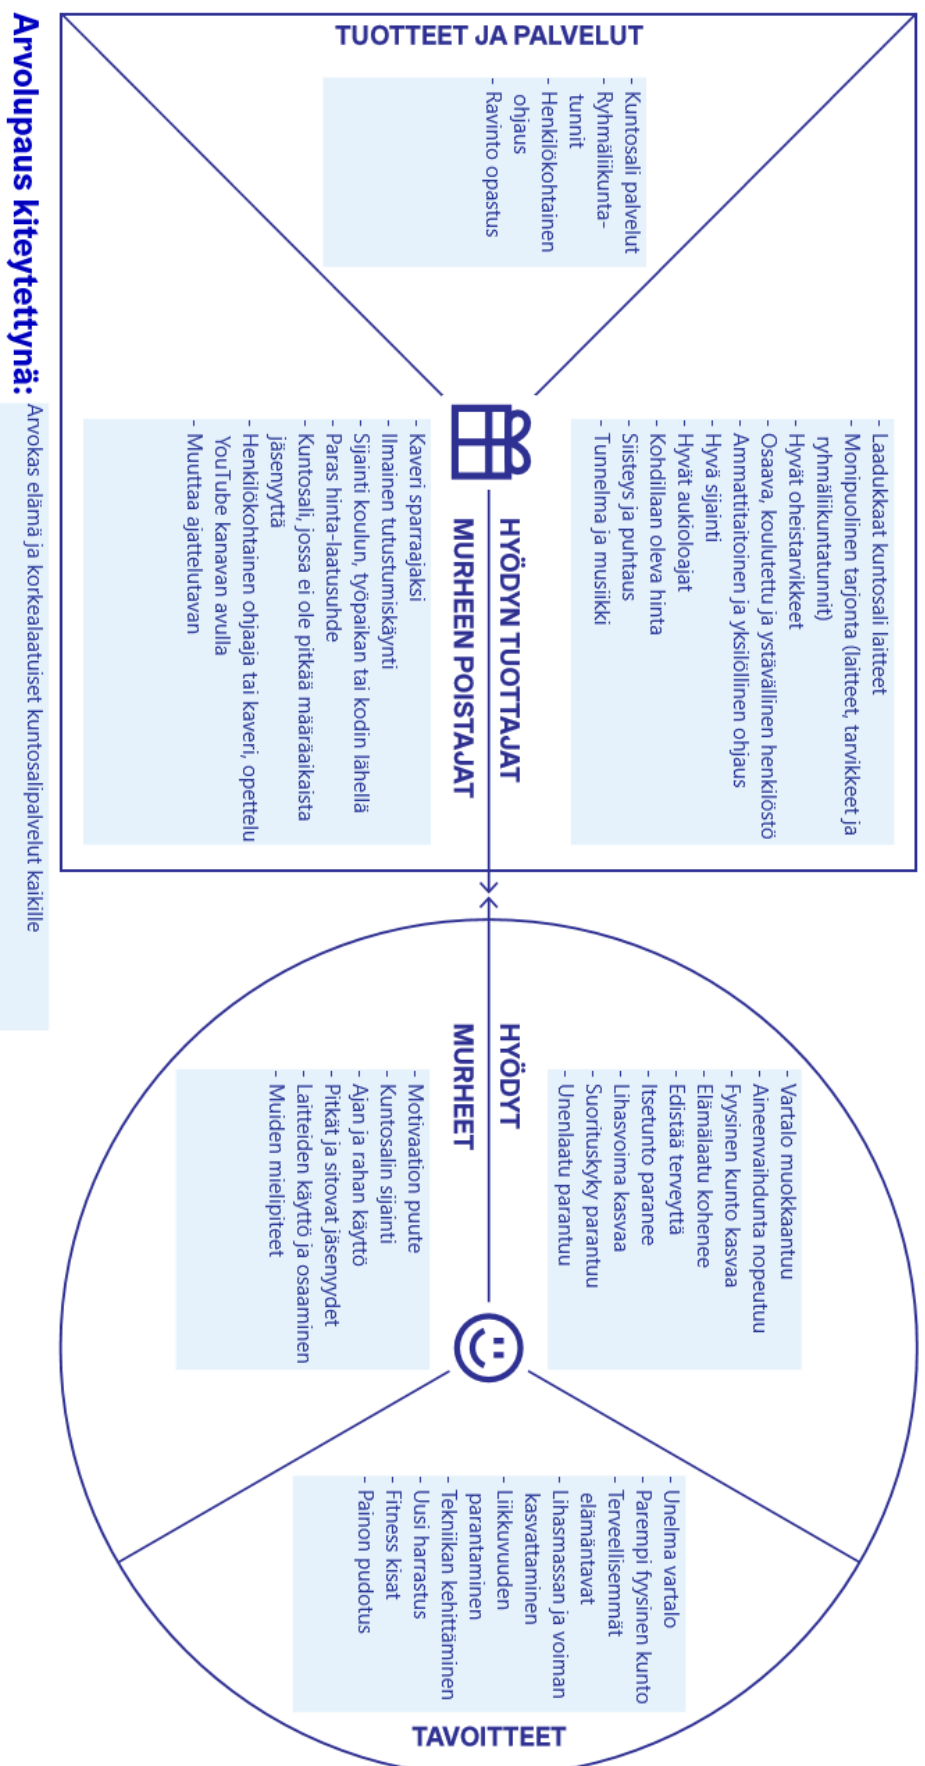 TUOTTEET JA PALVELUT
- Kuntosali palvelut
- Ryhmäliikunta-
tunnit
- Henkilökohtainen
ohjaus
- Ravinto opastus
- Laadukkaat kuntosali laitteet
- Monipuolinen tarjonta (laitteet, tarvikkeet ja
ryhmäliikuntatunnit)
- Hyvät oheistarvikkeet
- Osaava, koulutettu ja ystävällinen henkilöstö
- Ammattitaitoinen ja yksilöllinen ohjaus
- Hyvä sijainti
- Hyvät aukioloajat
- Kohdillaan oleva hinta
- Siisteys ja puhtaus
- Tunnelma ja musiikki
HYÖDYN TUOTTAJAT
MURHEEN POISTAJAT
- Kaveri sparraajaksi
- Ilmainen tutustumiskäynti
- Sijainti koulun, työpaikan tai kodin lähellä
- Paras hinta-laatusuhde
- Kuntosali, jossa ei ole pitkää määräaikaista
jäsenyyttä
- Henkilökohtainen ohjaaja tai kaveri, opettelu
YouTube kanavan avulla
- Muuttaa ajattelutavan
- Vartalo muokkaantuu
- Aineenvaihdunta nopeutuu
- Fyysinen kunto kasvaa
- Elämälaatu kohenee
- Edistää terveyttä
- Itsetunto paranee
- Lihasvoima kasvaa
- Suorituskyky parantuu
- Unenlaatu parantuu
HYÖDYT
MURHEET
- Motivaation puute
- Kuntosalin sijainti
- Ajan ja rahan käyttö
- Pitkät ja sitovat jäsenyydet
- Laitteiden käyttö ja osaaminen
- Muiden mielipiteet
- Unelma vartalo
- Parempi fyysinen kunto
- Terveellisemmät
elämäntavat
- Lihasmassan ja voiman
kasvattaminen
- Liikkuvuuden
parantaminen
- Tekniikan kehittäminen
- Uusi harrastus
- Fitness kisat
- Painon pudotus
TAVOITTEET
Arvolupaus kiteytettynä:
Arvokas elämä ja korkealaatuiset kuntosalipalvelut kaikille